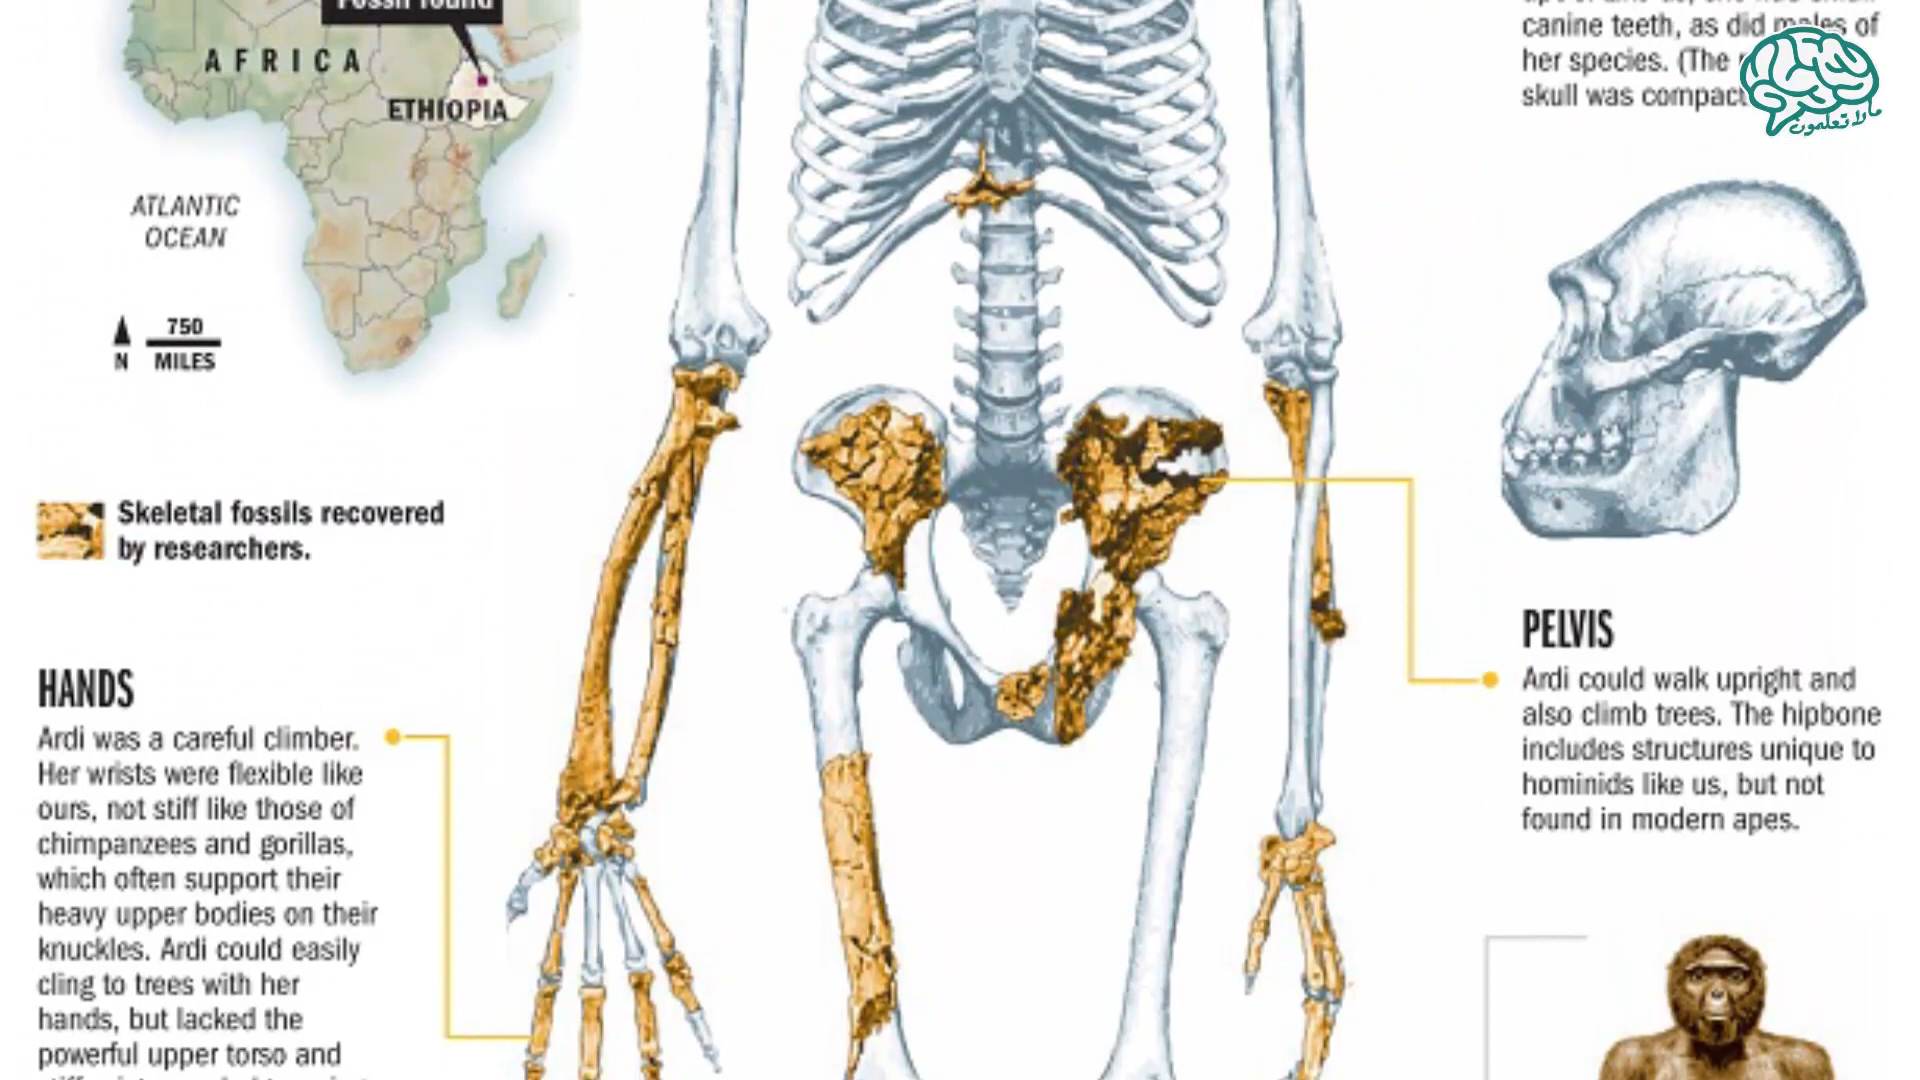 Fossil found
AFRICA
ETHIOPIA
ATLANTIC
OCEAN
750
N MILES
Skeletal fossils recovered
by researchers.
HANDS
Ardi was a careful climber.
Her wrists were flexible like
ours, not stiff like those of
chimpanzees and gorillas,
which often support their
heavy upper bodies on their
knuckles. Ardi could easily
cling to trees with her
hands, but lacked the
powerful upper torso and
canine teeth, as did males of
her species. (The
skull was compact
مالا تعلمون
PELVIS
Ardi could walk upright and
also climb trees. The hipbone
includes structures unique to
hominids like us, but not
found in modern apes.